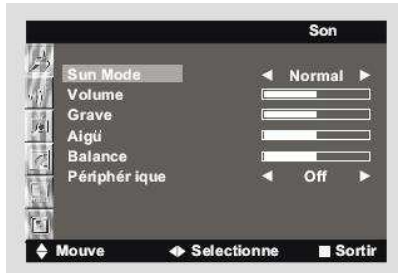 Son
Sun Mode ◄ Normal ►
Volume
Grave
Aigü
Balance
Périphér ique ◄ Off ►
Mouve Selectionne Sortir